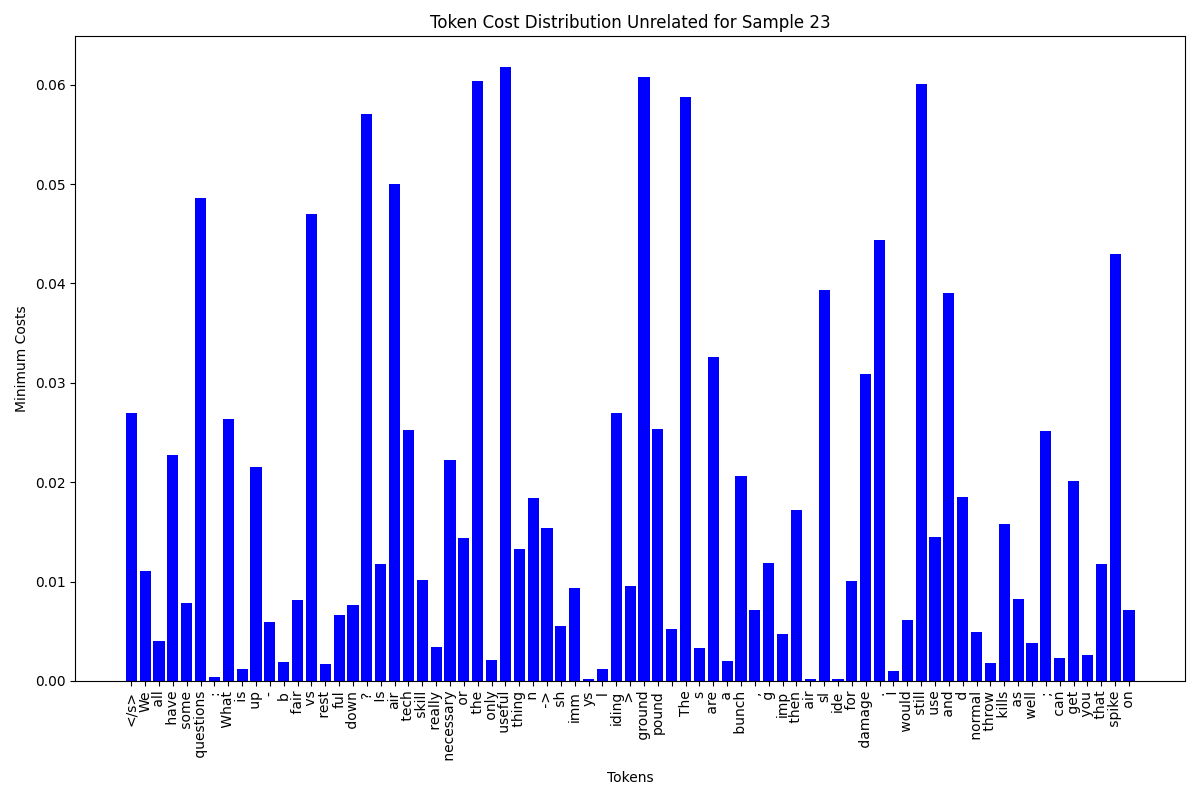 Token Cost Distribution Unrelated for Sample 23
Minimum Costs
0.06
0.05
0.04
0.03
0.02
0.01
0.00
</s>
We
all
have
some
questions
:
What
is
up
-
b
fair
vs
rest
ful
down
?
Is
air
tech
skill
really
necessary
or
the
only
useful
thing
n
->
sh
imm
ys
l
iding
>
ground
pound
.
The
s
are
a
bunch
,
g
imp
then
air
sl
ide
for
damage
.
I
would
still
use
and
d
normal
throw
kills
as
well
;
can
get
you
that
spike
on
Tokens